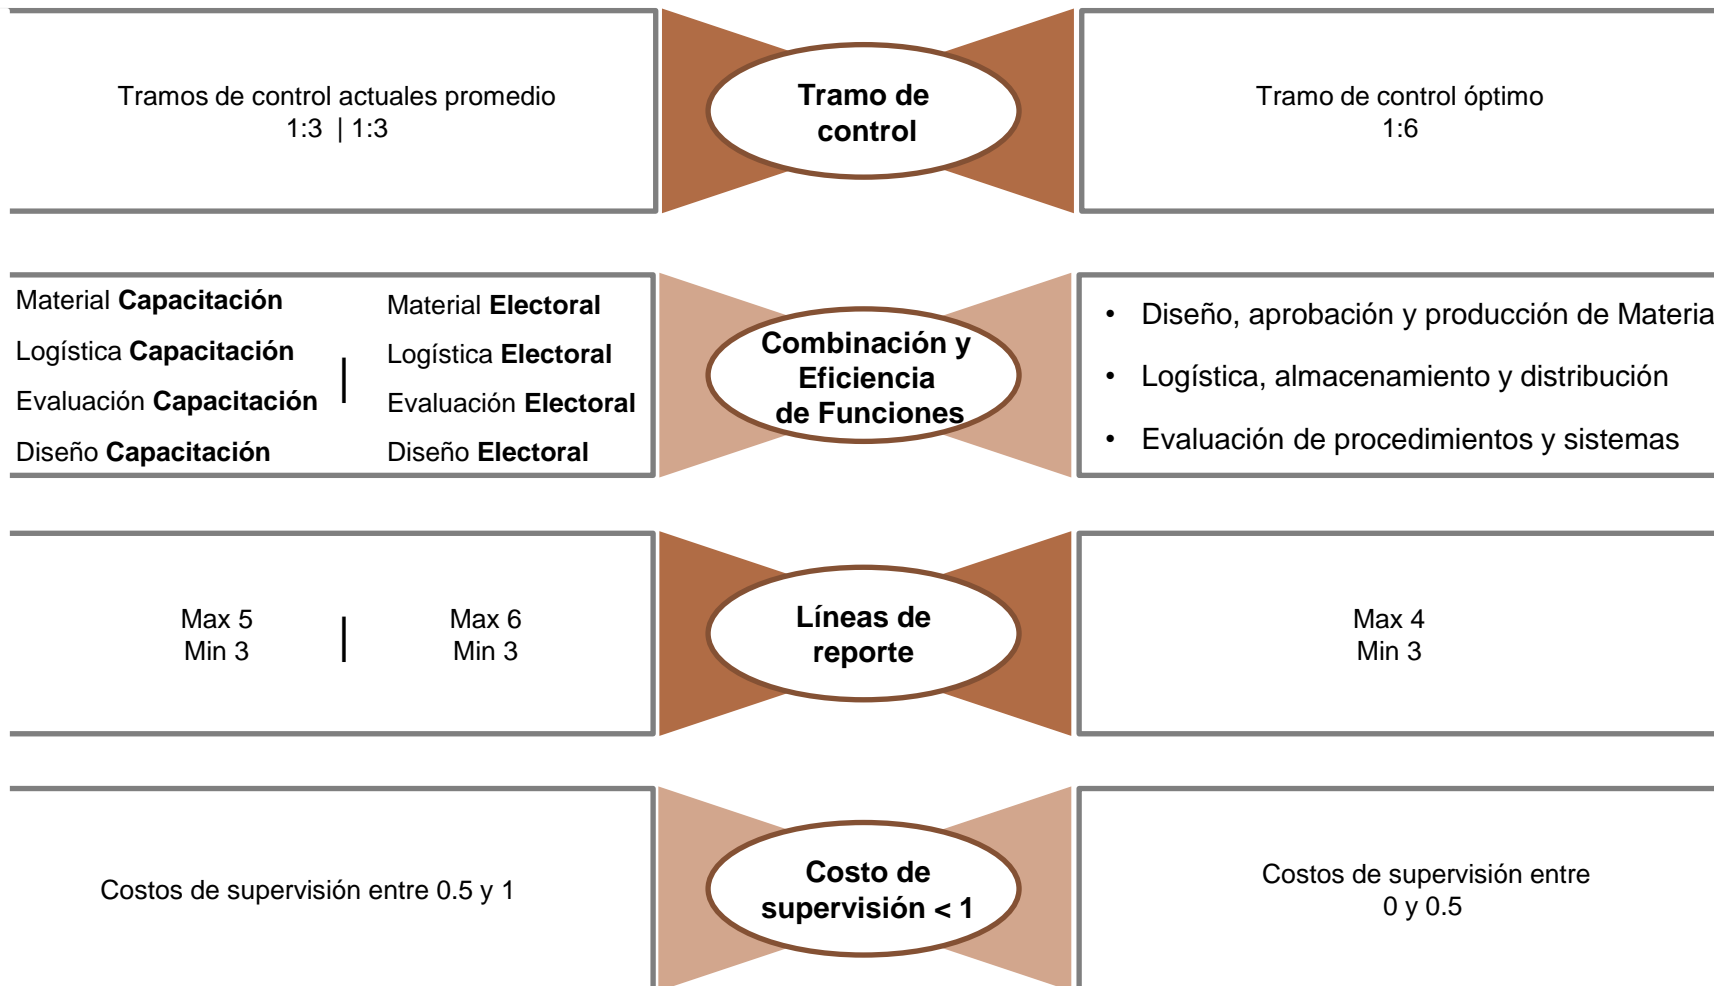 Tramos de control actuales promedio
1:3 | 1:3
Tramo de
control
Tramo de control óptimo
1:6
Material Capacitación
Logística Capacitación
Evaluación Capacitación
Diseño Capacitación
Material Electoral
Logística Electoral
Evaluación Electoral
Diseño Electoral
Combinación y
Eficiencia
de Funciones
• Diseño, aprobación y producción de Materia
• Logística, almacenamiento y distribución
• Evaluación de procedimientos y sistemas
Max 5
Min 3
Max 6
Min 3
Líneas de
reporte
Max 4
Min 3
Costos de supervisión entre 0.5 y 1
Costo de
supervisión < 1
Costos de supervisión entre
0 y 0.5